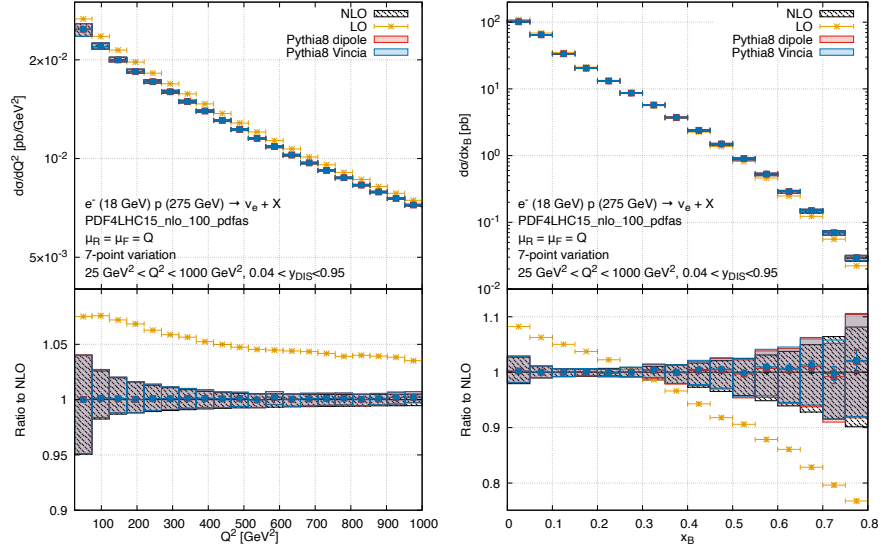 NLO
LO
Pythia8 dipole
Pythia8 Vincia
dσ/dQ² [pb/GeV²]
2×10⁻²
10⁻²
5×10⁻³
e⁻ (18 GeV) p (275 GeV) → νₑ + X
PDF4LHC15_nlo_100_pdfas
μ_R = μ_F = Q
7-point variation
25 GeV² < Q² < 1000 GeV², 0.04 < y_DIS<0.95
Ratio to NLO
1.05
1
0.95
0.9
100 200 300 400 500 600 700 800 900 1000
Q² [GeV²]
NLO
LO
Pythia8 dipole
Pythia8 Vincia
dσ/dx_B [pb]
10²
10¹
10⁰
10⁻¹
10⁻²
e⁻ (18 GeV) p (275 GeV) → νₑ + X
PDF4LHC15_nlo_100_pdfas
μ_R = μ_F = Q
7-point variation
25 GeV² < Q² < 1000 GeV², 0.04 < y_DIS<0.95
Ratio to NLO
1.1
1
0.9
0.8
0 0.1 0.2 0.3 0.4 0.5 0.6 0.7 0.8
x_B